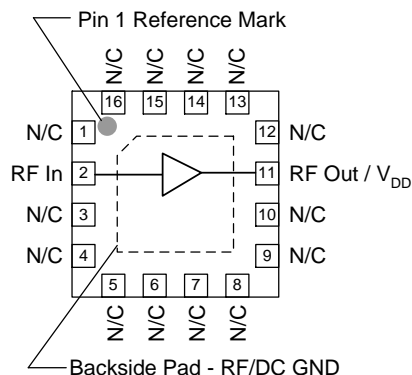 Pin 1 Reference Mark
N/C N/C N/C N/C
16 15 14 13
N/C 1 12 N/C
RF In 2 11 RF Out / VDD
N/C 3 10 N/C
N/C 4 9 N/C
5 6 7 8
N/C N/C N/C N/C
Backside Pad - RF/DC GND